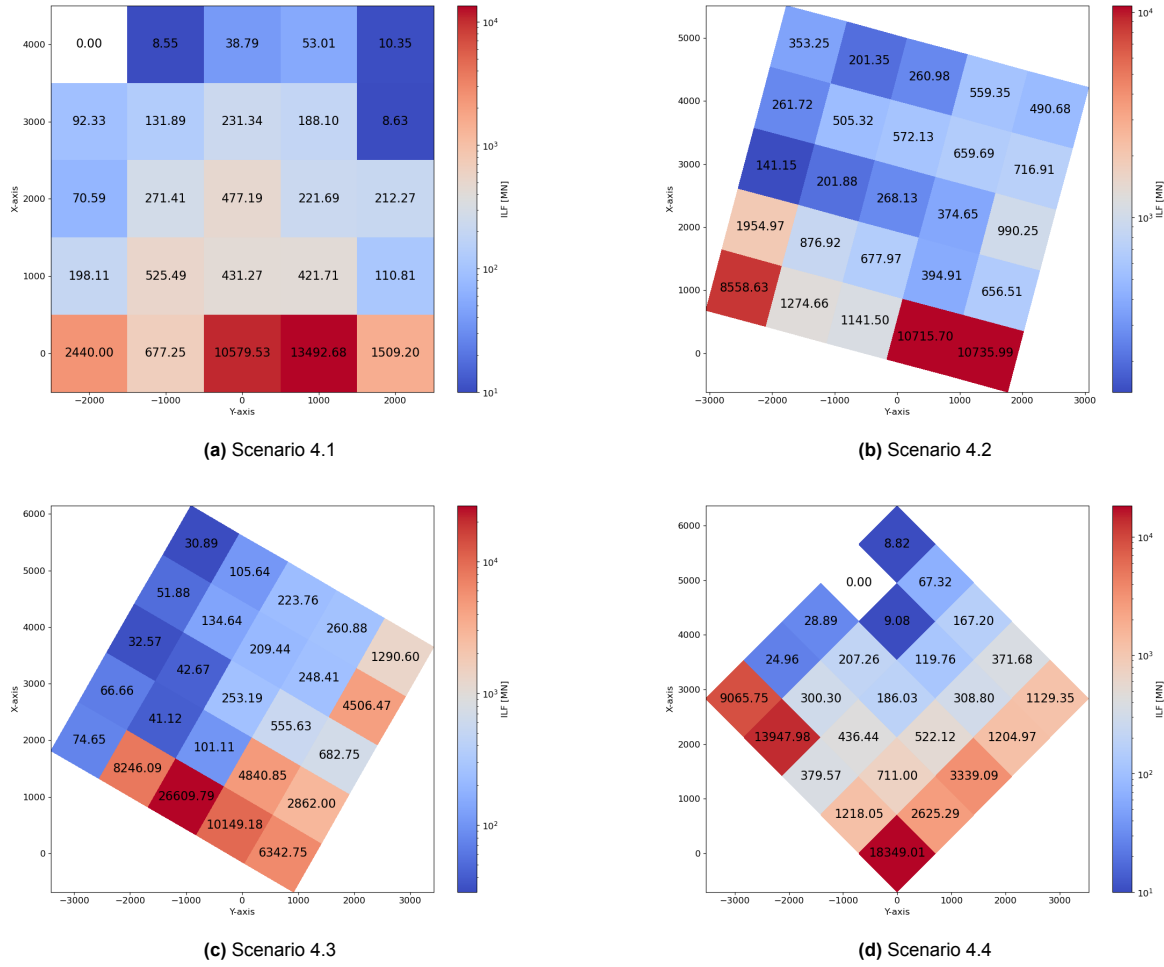 4000 0.00 8.55 38.79 53.01 10.35
3000 92.33 131.89 231.34 188.10 8.63
2000 70.59 271.41 477.19 221.69 212.27
1000 198.11 525.49 431.27 421.71 110.81
0 2440.00 677.25 10579.53 13492.68 1509.20
−2000 −1000 0 1000 2000
X-axis
Y-axis
10⁴
10³
10²
10¹
ILF [MN]
(a) Scenario 4.1
5000
4000
3000
2000
1000
0
353.25 201.35 260.98 559.35 490.68
261.72 505.32 572.13 659.69 716.91
141.15 201.88 268.13 374.65 990.25
1954.97 876.92 677.97 394.91 656.51
8558.63 1274.66 1141.50 10715.70 10735.99
−3000 −2000 −1000 0 1000 2000 3000
X-axis
Y-axis
10⁴
10³
ILF [MN]
(b) Scenario 4.2
6000
5000
4000
3000
2000
1000
0
30.89 105.64 223.76 260.88 1290.60
51.88 134.64 209.44 248.41 4506.47
32.57 42.67 253.19 555.63 682.75
66.66 41.12 101.11 4840.85 2862.00
74.65 8246.09 26609.79 10149.18 6342.75
−3000 −2000 −1000 0 1000 2000 3000
X-axis
Y-axis
10⁴
10³
10²
ILF [MN]
(c) Scenario 4.3
6000
5000
4000
3000
2000
1000
0
8.82
0.00 67.32
28.89 9.08 167.20
24.96 207.26 119.76 371.68
9065.75 300.30 186.03 308.80 1129.35
13947.98 436.44 522.12 1204.97
379.57 711.00 3339.09
1218.05 2625.29
18349.01
−3000 −2000 −1000 0 1000 2000 3000
X-axis
Y-axis
10⁴
10³
10²
10¹
ILF [MN]
(d) Scenario 4.4